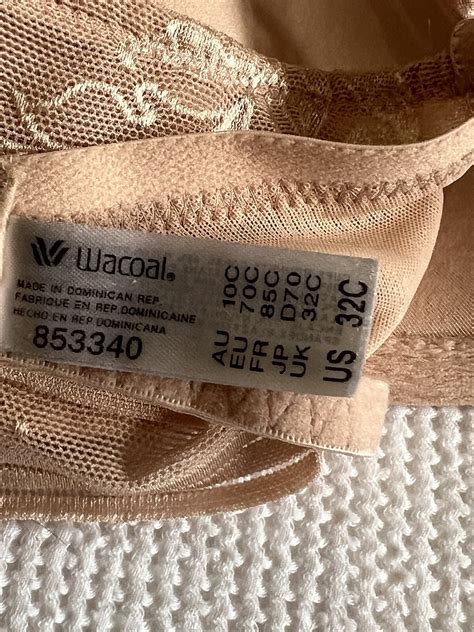 Wacoal®
MADE IN DOMINICAN REP.
FABRIQUE EN REP. DOMINICAINE
HECHO EN REP. DOMINICANA
853340
AU 10C
EU 70C
FR 85C
JP D70
UK 32C
US 32C